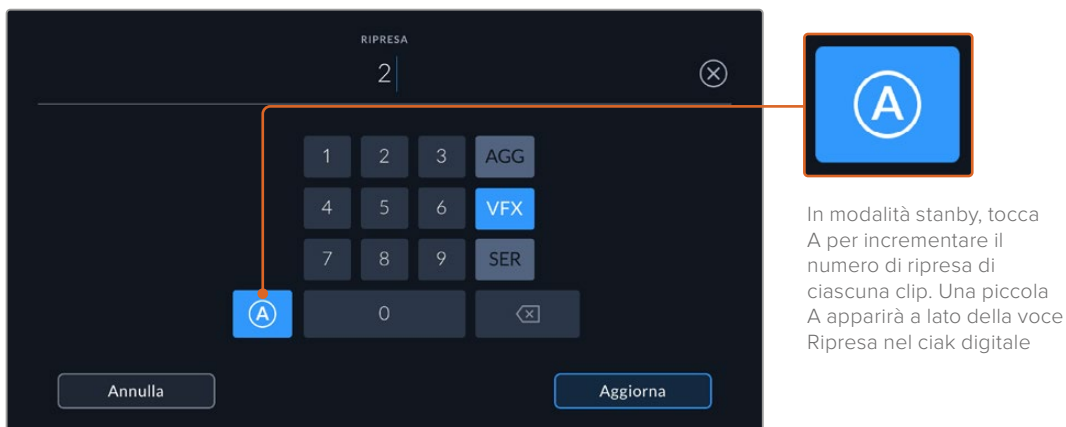 RIPRESA
2
1 2 3 AGG
4 5 6 VFX
7 8 9 SER
A 0
Annulla Aggiorna
A
In modalità stanby, tocca
A per incrementare il
numero di ripresa di
ciascuna clip. Una piccola
A apparirà a lato della voce
Ripresa nel ciak digitale